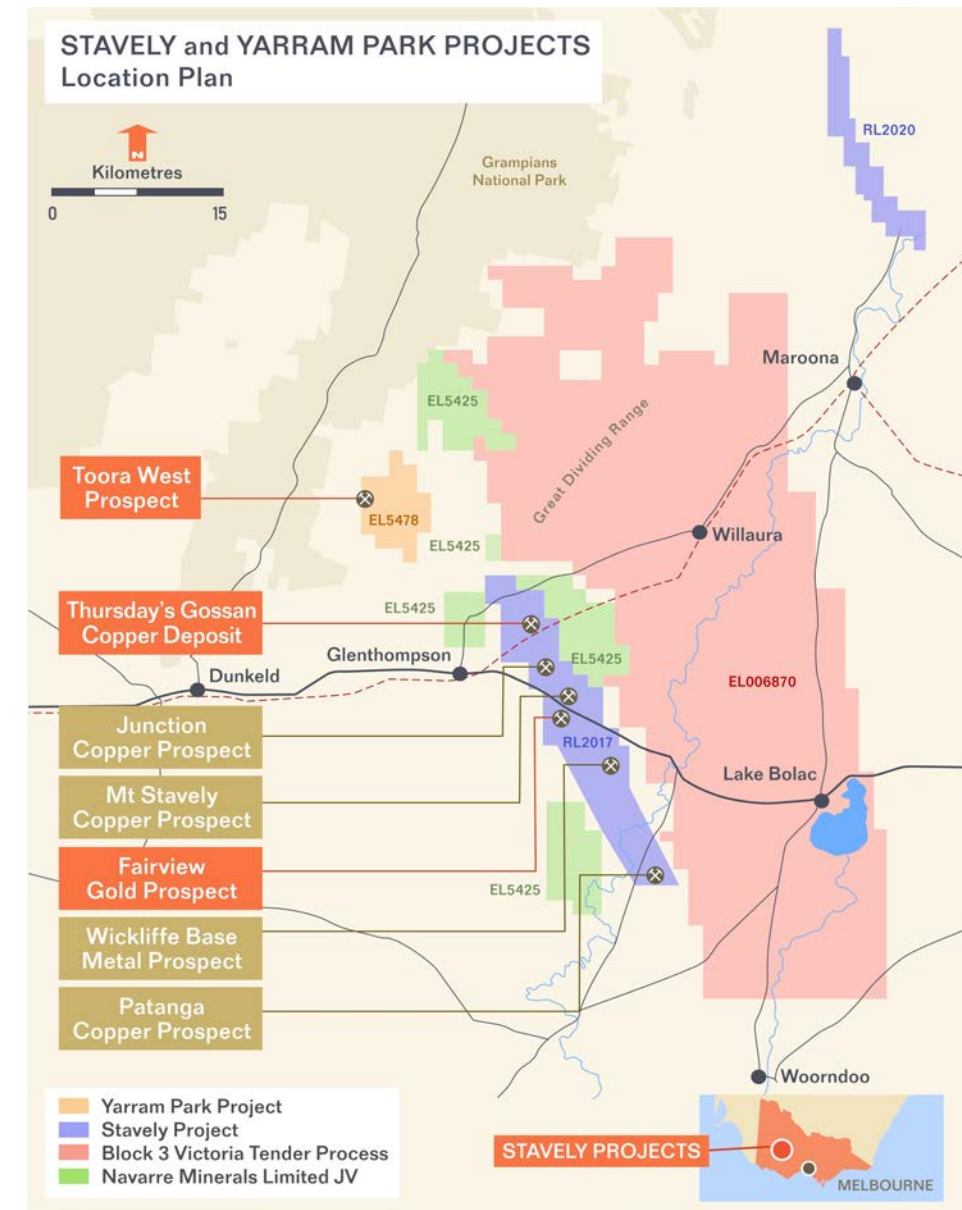 STAVELY and YARRAM PARK PROJECTS
Location Plan
N
Kilometres
0 15
Grampians
National Park
RL2020
Maroona
EL5425
Great Dividing Range
Toora West
Prospect
EL5478
EL5425
Willaura
Thursday's Gossan
Copper Deposit
EL5425
Glenthompson
EL5425
Dunkeld
EL006870
Junction
Copper Prospect
RL2017
Lake Bolac
Mt Stavely
Copper Prospect
Fairview
Gold Prospect
EL5425
Wickliffe Base
Metal Prospect
Patanga
Copper Prospect
Woorndoo
Yarram Park Project
Stavely Project
Block 3 Victoria Tender Process
Navarre Minerals Limited JV
STAVELY PROJECTS
MELBOURNE